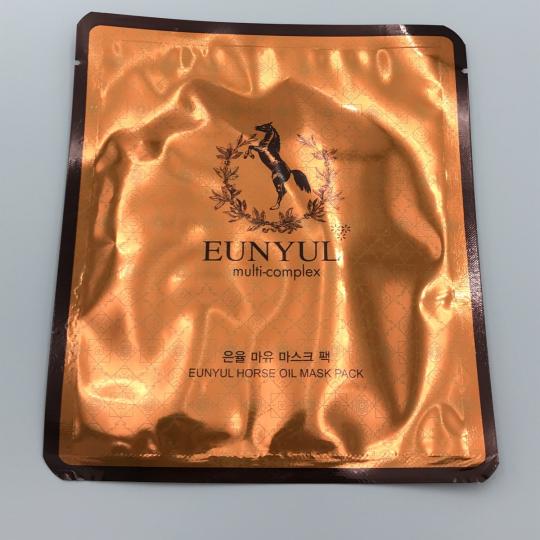 EUNYUL
multi-complex
은율 마유 마스크 팩
EUNYUL HORSE OIL MASK PACK